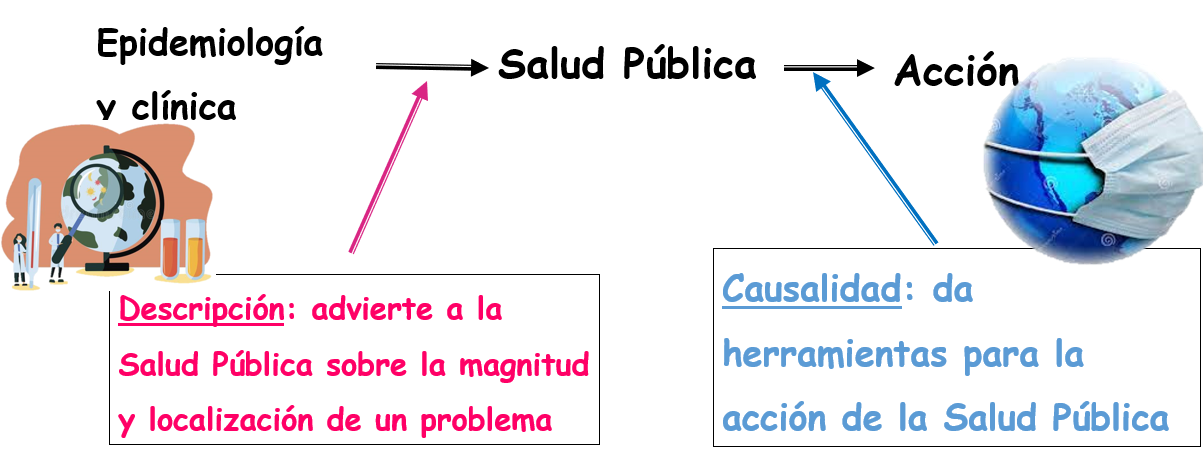 Epidemiología
y clínica
Salud Pública
Acción
Descripción: advierte a la
Salud Pública sobre la magnitud
y localización de un problema
Causalidad: da
herramientas para la
acción de la Salud Pública